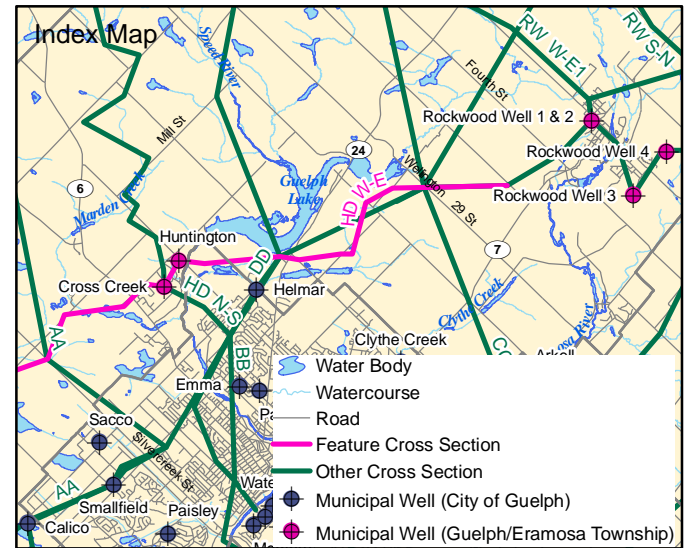 Index Map
Speed River
RW W-E1
RW S-N
Fourth St
Rockwood Well 1 & 2
Mill St
24
Wellington
Rockwood Well 4
6
Guelph
Lake
HD W-E
29 St
Rockwood Well 3
Marden Creek
Huntington
7
DD
Cross Creek
Helmar
HD N-S
Clythe Creek
Clythe Creek
AA
BB
Arkell
Water Body
Emma
Watercourse
Sacco
Road
Silvercreek St
Feature Cross Section
Other Cross Section
AA
Smallfield
Municipal Well (City of Guelph)
Calico
Paisley
Municipal Well (Guelph/Eramosa Township)